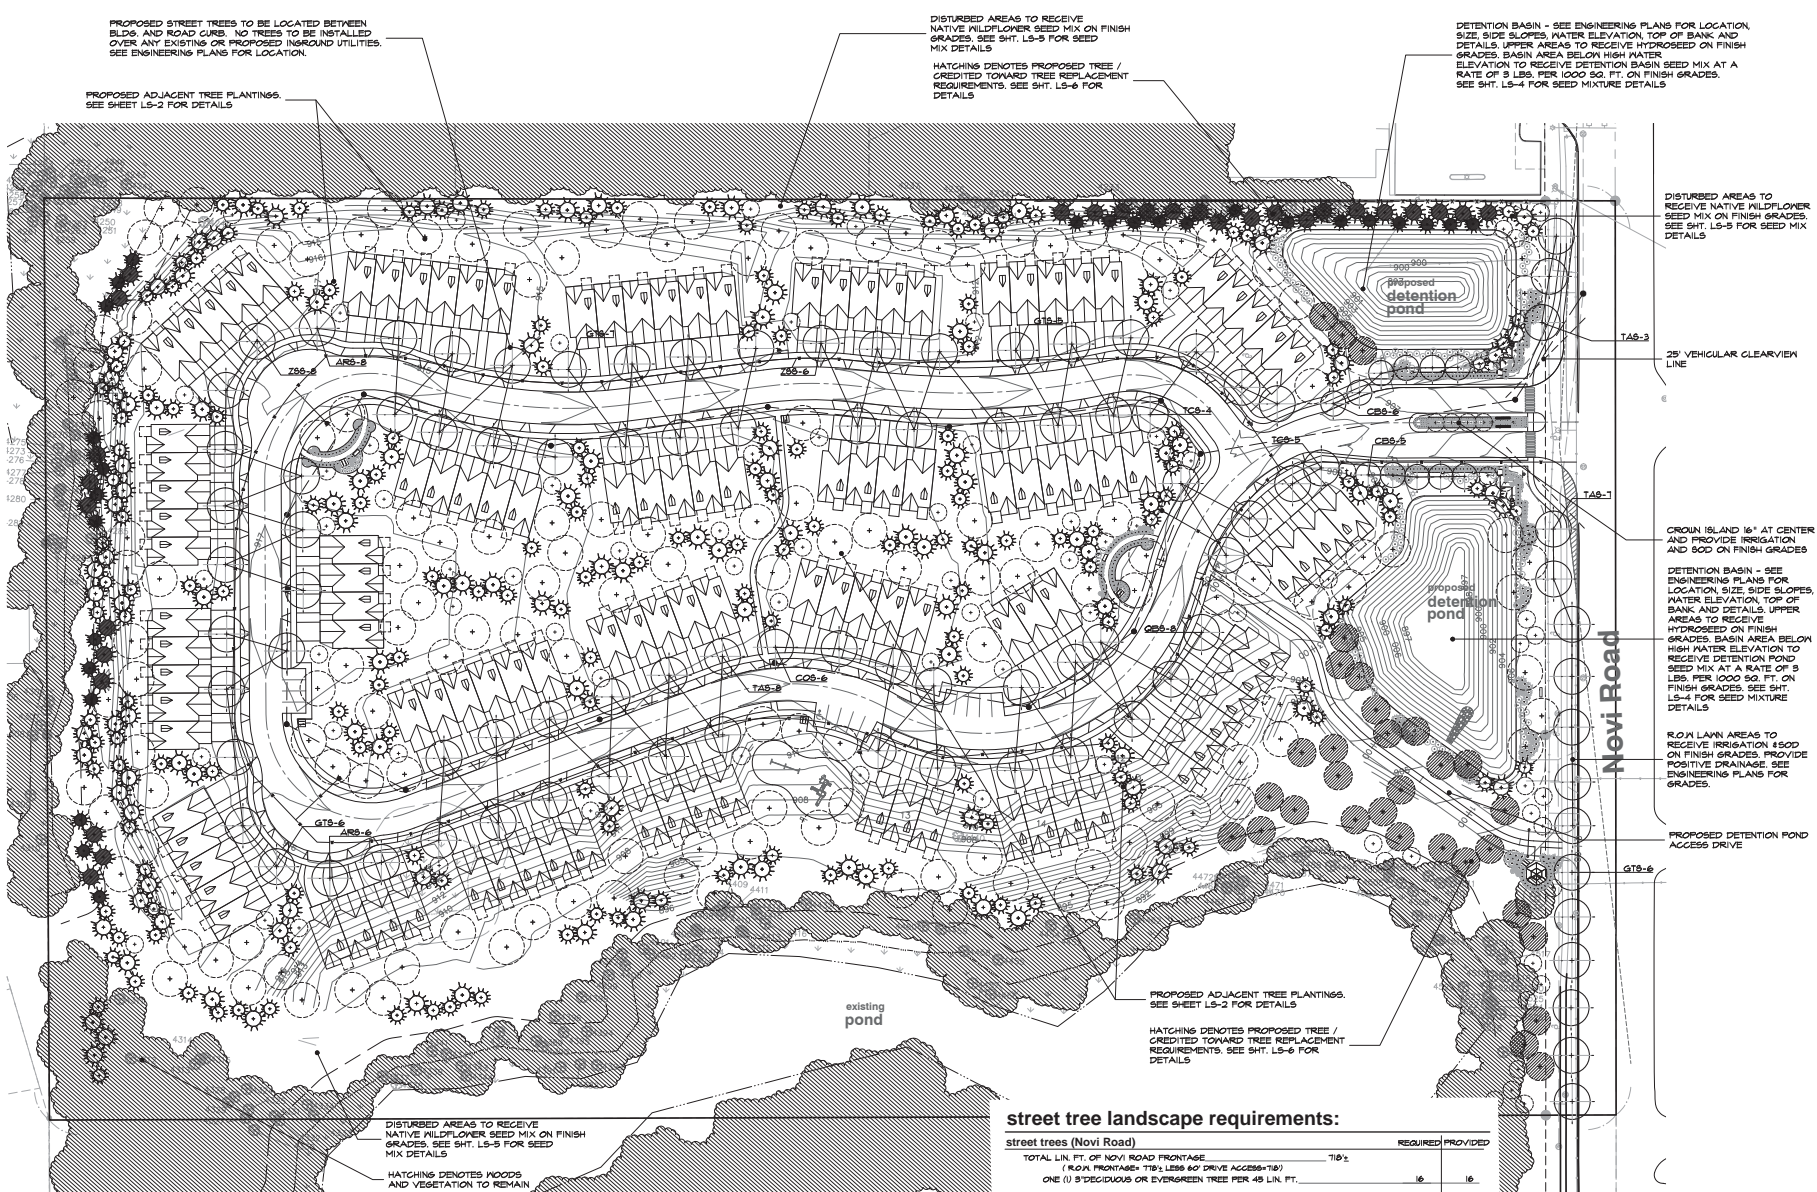 PROPOSED STREET TREES TO BE LOCATED BETWEEN
BLDG. AND ROAD CURB. NO TREES TO BE INSTALLED
OVER ANY EXISTING OR PROPOSED INGROUND UTILITIES.
SEE ENGINEERING PLANS FOR LOCATION.
PROPOSED ADJACENT TREE PLANTINGS.
SEE SHEET LS-2 FOR DETAILS
DISTURBED AREAS TO RECEIVE
NATIVE WILDFLOWER SEED MIX ON FINISH
GRADES. SEE SHT. LS-5 FOR SEED
MIX DETAILS
HATCHING DENOTES PROPOSED TREE /
CREDITED TOWARD TREE REPLACEMENT
REQUIREMENTS. SEE SHT. LS-6 FOR
DETAILS
DETENTION BASIN - SEE ENGINEERING PLANS FOR LOCATION,
SIZE, SIDE SLOPES, WATER ELEVATION, TOP OF BANK AND
DETAILS. UPPER AREAS TO RECEIVE HYDROSEED ON FINISH
GRADES. BASIN AREA BELOW HIGH WATER
ELEVATION TO RECEIVE DETENTION BASIN SEED MIX AT A
RATE OF 3 LBS. PER 1000 SQ. FT. ON FINISH GRADES.
SEE SHT. LS-4 FOR SEED MIXTURE DETAILS
DISTURBED AREAS TO
RECEIVE NATIVE WILDFLOWER
SEED MIX ON FINISH GRADES.
SEE SHT. LS-5 FOR SEED MIX
DETAILS
900
900
proposed
detention
pond
TAS-3
25' VEHICULAR CLEARVIEW
LINE
GTS-7
GTS-5
ARS-8
ZSS-8
ZSS-6
TCS-4
CBS-6
TCS-5
CBS-5
TAS-7
CROWN ISLAND 16" AT CENTER
AND PROVIDE IRRIGATION
AND SOD ON FINISH GRADES
DETENTION BASIN - SEE
ENGINEERING PLANS FOR
LOCATION, SIZE, SIDE SLOPES,
WATER ELEVATION, TOP OF
BANK AND DETAILS. UPPER
AREAS TO RECEIVE
HYDROSEED ON FINISH
GRADES. BASIN AREA BELOW
HIGH WATER ELEVATION TO
RECEIVE DETENTION POND
SEED MIX AT A RATE OF 3
LBS. PER 1000 SQ. FT. ON
FINISH GRADES. SEE SHT.
LS-4 FOR SEED MIXTURE
DETAILS
proposed
detention
pond
902
904
Novi Road
QBS-8
COS-6
TAS-8
R.O.W LAWN AREAS TO
RECEIVE IRRIGATION &SOD
ON FINISH GRADES. PROVIDE
POSITIVE DRAINAGE. SEE
ENGINEERING PLANS FOR
GRADES.
908
13
14
GTS-6
ARS-6
PROPOSED DETENTION POND
ACCESS DRIVE
GTS-6
4409
4411
912
910
existing
pond
PROPOSED ADJACENT TREE PLANTINGS.
SEE SHEET LS-2 FOR DETAILS
HATCHING DENOTES PROPOSED TREE /
CREDITED TOWARD TREE REPLACEMENT
REQUIREMENTS. SEE SHT. LS-6 FOR
DETAILS
DISTURBED AREAS TO RECEIVE
NATIVE WILDFLOWER SEED MIX ON FINISH
GRADES. SEE SHT. LS-5 FOR SEED
MIX DETAILS
HATCHING DENOTES WOODS
AND VEGETATION TO REMAIN
street tree landscape requirements:
street trees (Novi Road) REQUIRED PROVIDED
TOTAL LIN. FT. OF NOVI ROAD FRONTAGE 718'±
( R.O.W. FRONTAGE= 778'± LESS 60' DRIVE ACCESS=718')
ONE (1) 3"DECIDUOUS OR EVERGREEN TREE PER 45 LIN. FT. 16 16